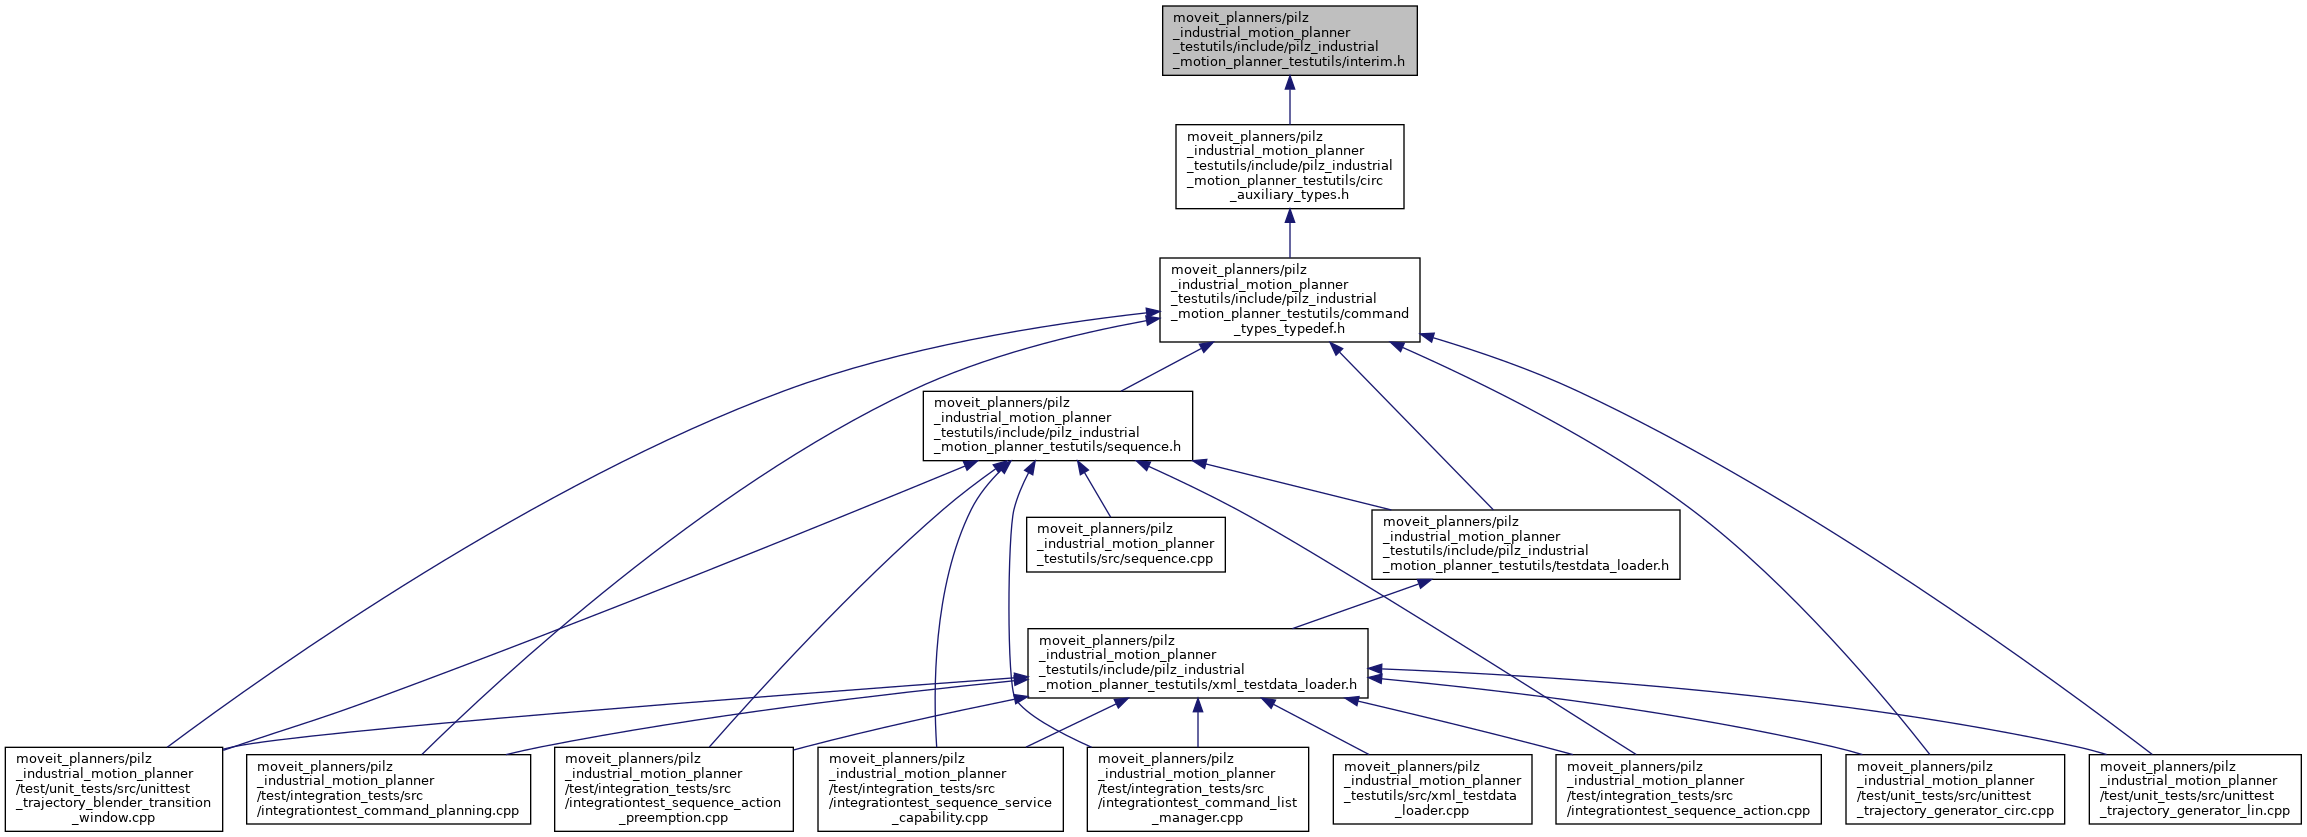 moveit_planners/pilz
_industrial_motion_planner
_testutils/include/pilz_industrial
_motion_planner_testutils/interim.h
moveit_planners/pilz
_industrial_motion_planner
_testutils/include/pilz_industrial
_motion_planner_testutils/circ
_auxiliary_types.h
moveit_planners/pilz
_industrial_motion_planner
_testutils/include/pilz_industrial
_motion_planner_testutils/command
_types_typedef.h
moveit_planners/pilz
_industrial_motion_planner
_testutils/include/pilz_industrial
_motion_planner_testutils/sequence.h
moveit_planners/pilz
_industrial_motion_planner
_testutils/src/sequence.cpp
moveit_planners/pilz
_industrial_motion_planner
_testutils/include/pilz_industrial
_motion_planner_testutils/testdata_loader.h
moveit_planners/pilz
_industrial_motion_planner
_testutils/include/pilz_industrial
_motion_planner_testutils/xml_testdata_loader.h
moveit_planners/pilz
_industrial_motion_planner
/test/unit_tests/src/unittest
_trajectory_blender_transition
_window.cpp
moveit_planners/pilz
_industrial_motion_planner
/test/integration_tests/src
/integrationtest_command_planning.cpp
moveit_planners/pilz
_industrial_motion_planner
/test/integration_tests/src
/integrationtest_sequence_action
_preemption.cpp
moveit_planners/pilz
_industrial_motion_planner
/test/integration_tests/src
/integrationtest_sequence_service
_capability.cpp
moveit_planners/pilz
_industrial_motion_planner
/test/integration_tests/src
/integrationtest_command_list
_manager.cpp
moveit_planners/pilz
_industrial_motion_planner
_testutils/src/xml_testdata
_loader.cpp
moveit_planners/pilz
_industrial_motion_planner
/test/integration_tests/src
/integrationtest_sequence_action.cpp
moveit_planners/pilz
_industrial_motion_planner
/test/unit_tests/src/unittest
_trajectory_generator_circ.cpp
moveit_planners/pilz
_industrial_motion_planner
/test/unit_tests/src/unittest
_trajectory_generator_lin.cpp